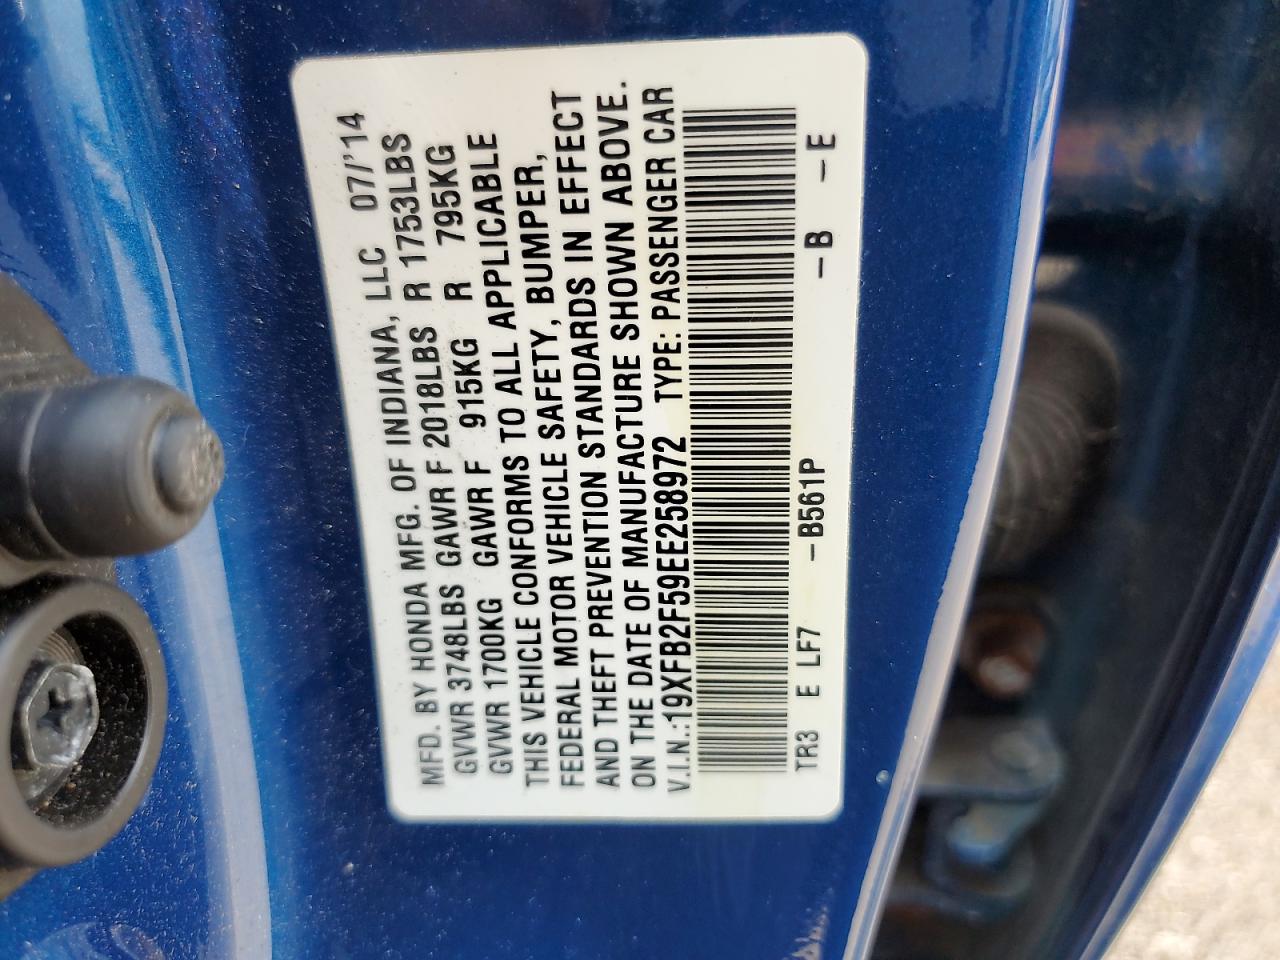 MFD. BY HONDA MFG. OF INDIANA, LLC 07/'14
GVWR 3748LBS GAWR F 2018LBS R 1753LBS
GVWR 1700KG GAWR F 915KG R 795KG
THIS VEHICLE CONFORMS TO ALL APPLICABLE
FEDERAL MOTOR VEHICLE SAFETY, BUMPER,
AND THEFT PREVENTION STANDARDS IN EFFECT
ON THE DATE OF MANUFACTURE SHOWN ABOVE.
V.I.N.:19XFB2F59EE258972 TYPE: PASSENGER CAR
TR3 E LF7 -B561P -B -E